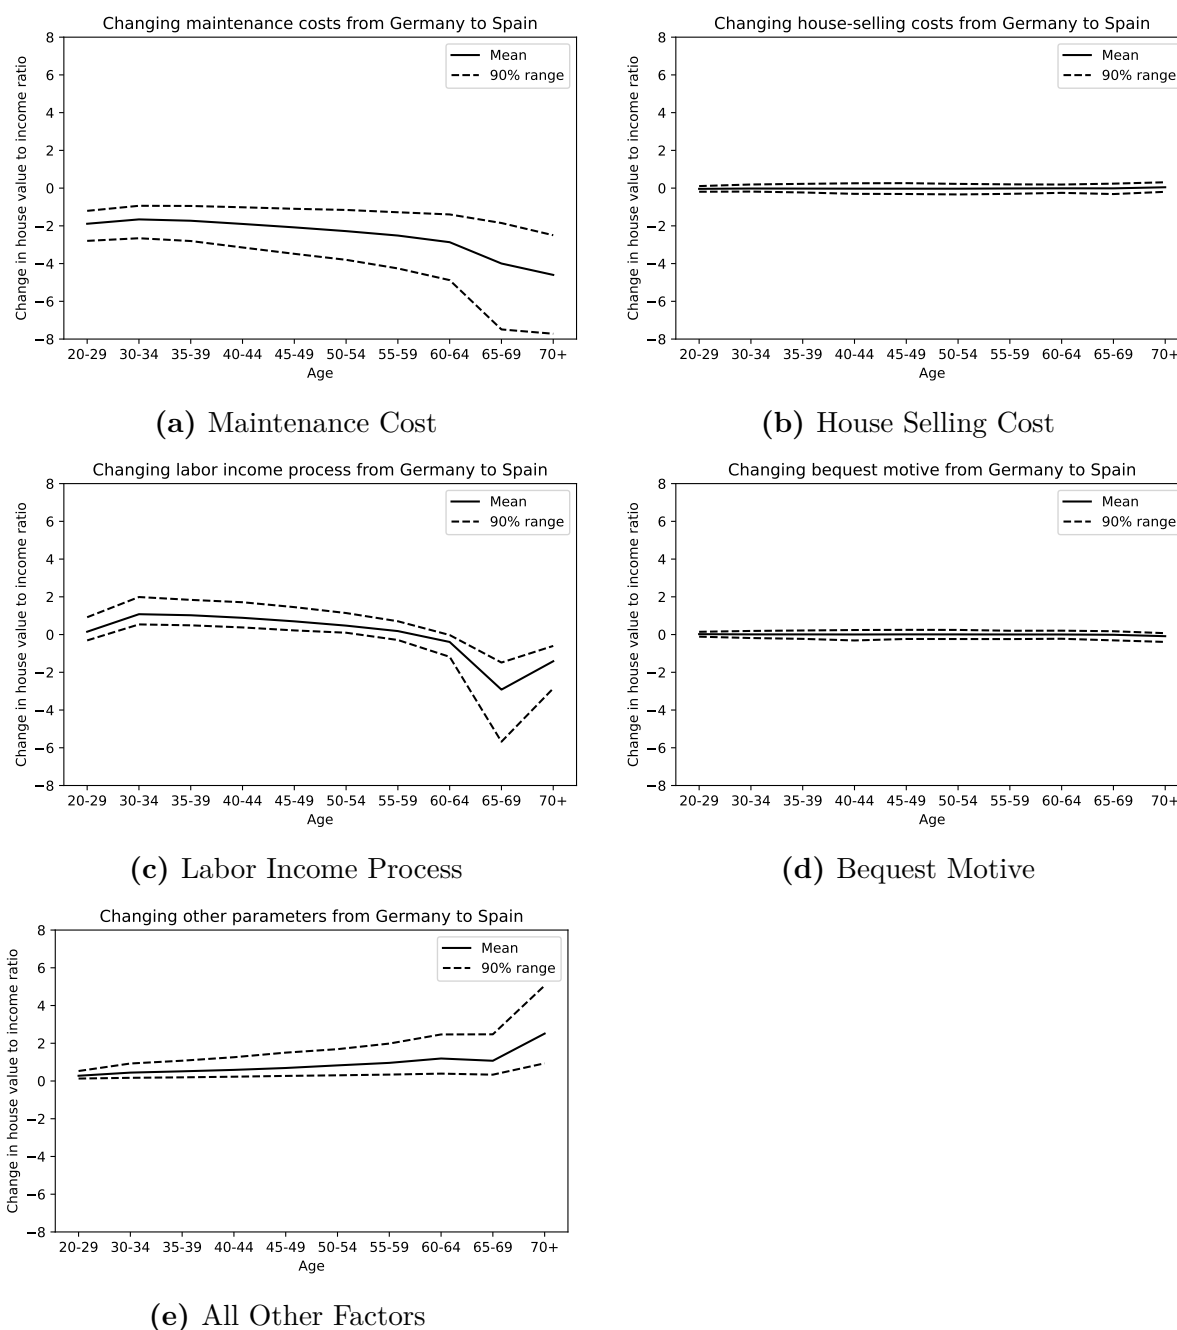 Changing maintenance costs from Germany to Spain
Change in house value to income ratio
8
6
4
2
0
−2
−4
−6
−8
Mean
90% range
20-29 30-34 35-39 40-44 45-49 50-54 55-59 60-64 65-69 70+
Age
(a) Maintenance Cost
Changing house-selling costs from Germany to Spain
Change in house value to income ratio
8
6
4
2
0
−2
−4
−6
−8
Mean
90% range
20-29 30-34 35-39 40-44 45-49 50-54 55-59 60-64 65-69 70+
Age
(b) House Selling Cost
Changing labor income process from Germany to Spain
Change in house value to income ratio
8
6
4
2
0
−2
−4
−6
−8
Mean
90% range
20-29 30-34 35-39 40-44 45-49 50-54 55-59 60-64 65-69 70+
Age
(c) Labor Income Process
Changing bequest motive from Germany to Spain
Change in house value to income ratio
8
6
4
2
0
−2
−4
−6
−8
Mean
90% range
20-29 30-34 35-39 40-44 45-49 50-54 55-59 60-64 65-69 70+
Age
(d) Bequest Motive
Changing other parameters from Germany to Spain
Change in house value to income ratio
8
6
4
2
0
−2
−4
−6
−8
Mean
90% range
20-29 30-34 35-39 40-44 45-49 50-54 55-59 60-64 65-69 70+
Age
(e) All Other Factors